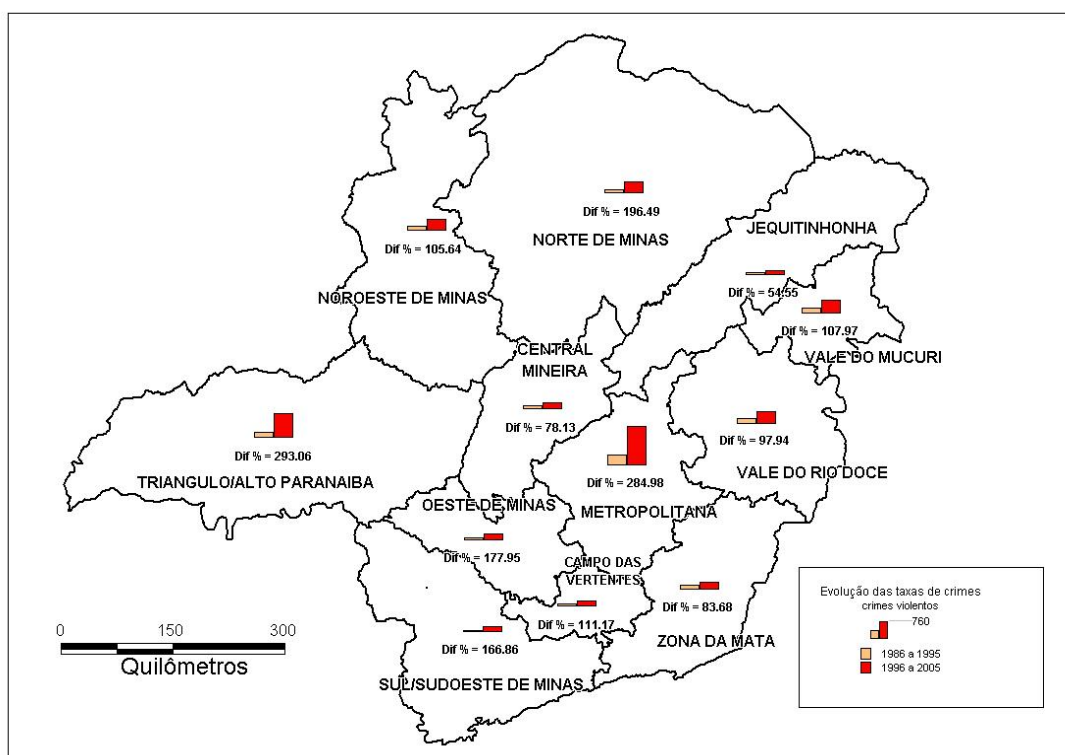 Dif % = 196.49
NORTE DE MINAS
Dif % = 105.64
NOROESTE DE MINAS
JEQUITINHONHA
Dif % = 54.55
Dif % = 107.97
VALE DO MUCURI
CENTRAL
MINEIRA
Dif % = 78.13
Dif % = 293.06
TRIANGULO/ALTO PARANAIBA
Dif % = 97.94
VALE DO RIO DOCE
Dif % = 284.98
METROPOLITANA
OESTE DE MINAS
Dif % = 177.95
CAMPO DAS
VERTENTES
Dif % = 111.17
Dif % = 83.68
ZONA DA MATA
Dif % = 166.86
SUL/SUDOESTE DE MINAS
0 150 300
Quilômetros
Evolução das taxas de crimes
crimes violentos
760
1986 a 1995
1996 a 2005